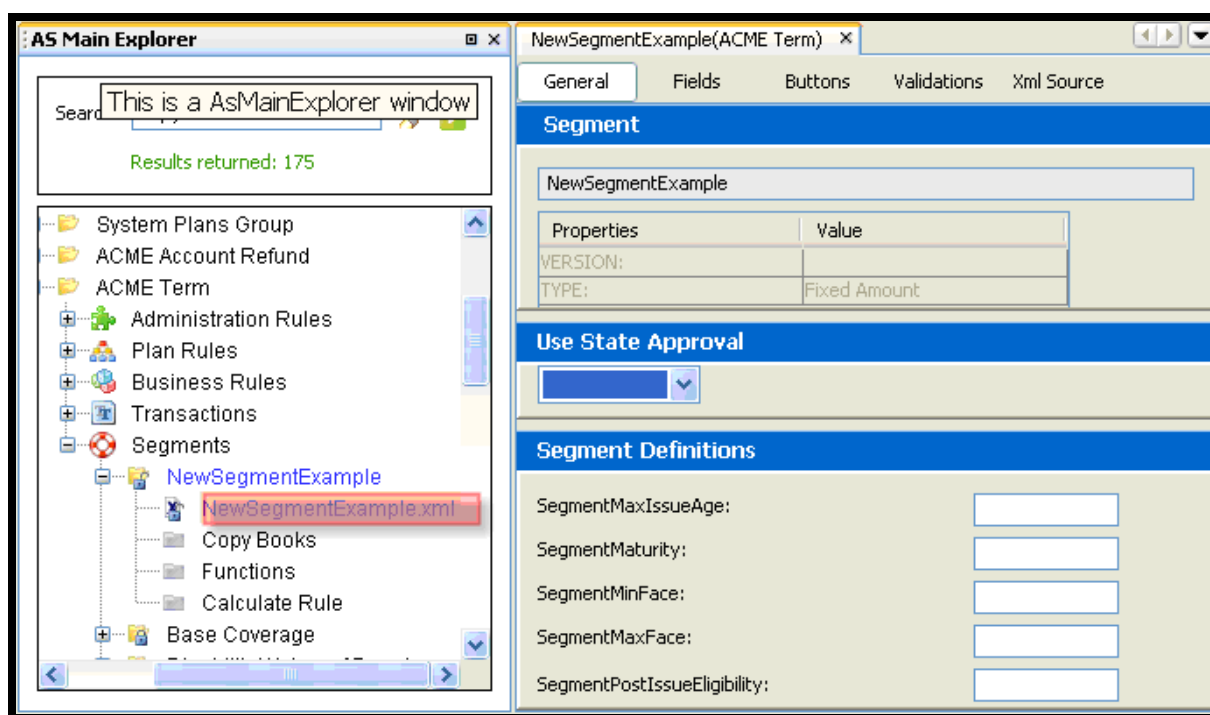 AS Main Explorer
This is a AsMainExplorer window
Results returned: 175
System Plans Group
ACME Account Refund
ACME Term
Administration Rules
Plan Rules
Business Rules
Transactions
Segments
NewSegmentExample
NewSegmentExample.xml
Copy Books
Functions
Calculate Rule
Base Coverage
NewSegmentExample(ACME Term)
General Fields Buttons Validations Xml Source
Segment
NewSegmentExample
Properties Value
VERSION:
TYPE: Fixed Amount
Use State Approval
Segment Definitions
SegmentMaxIssueAge:
SegmentMaturity:
SegmentMinFace:
SegmentMaxFace:
SegmentPostIssueEligibility: